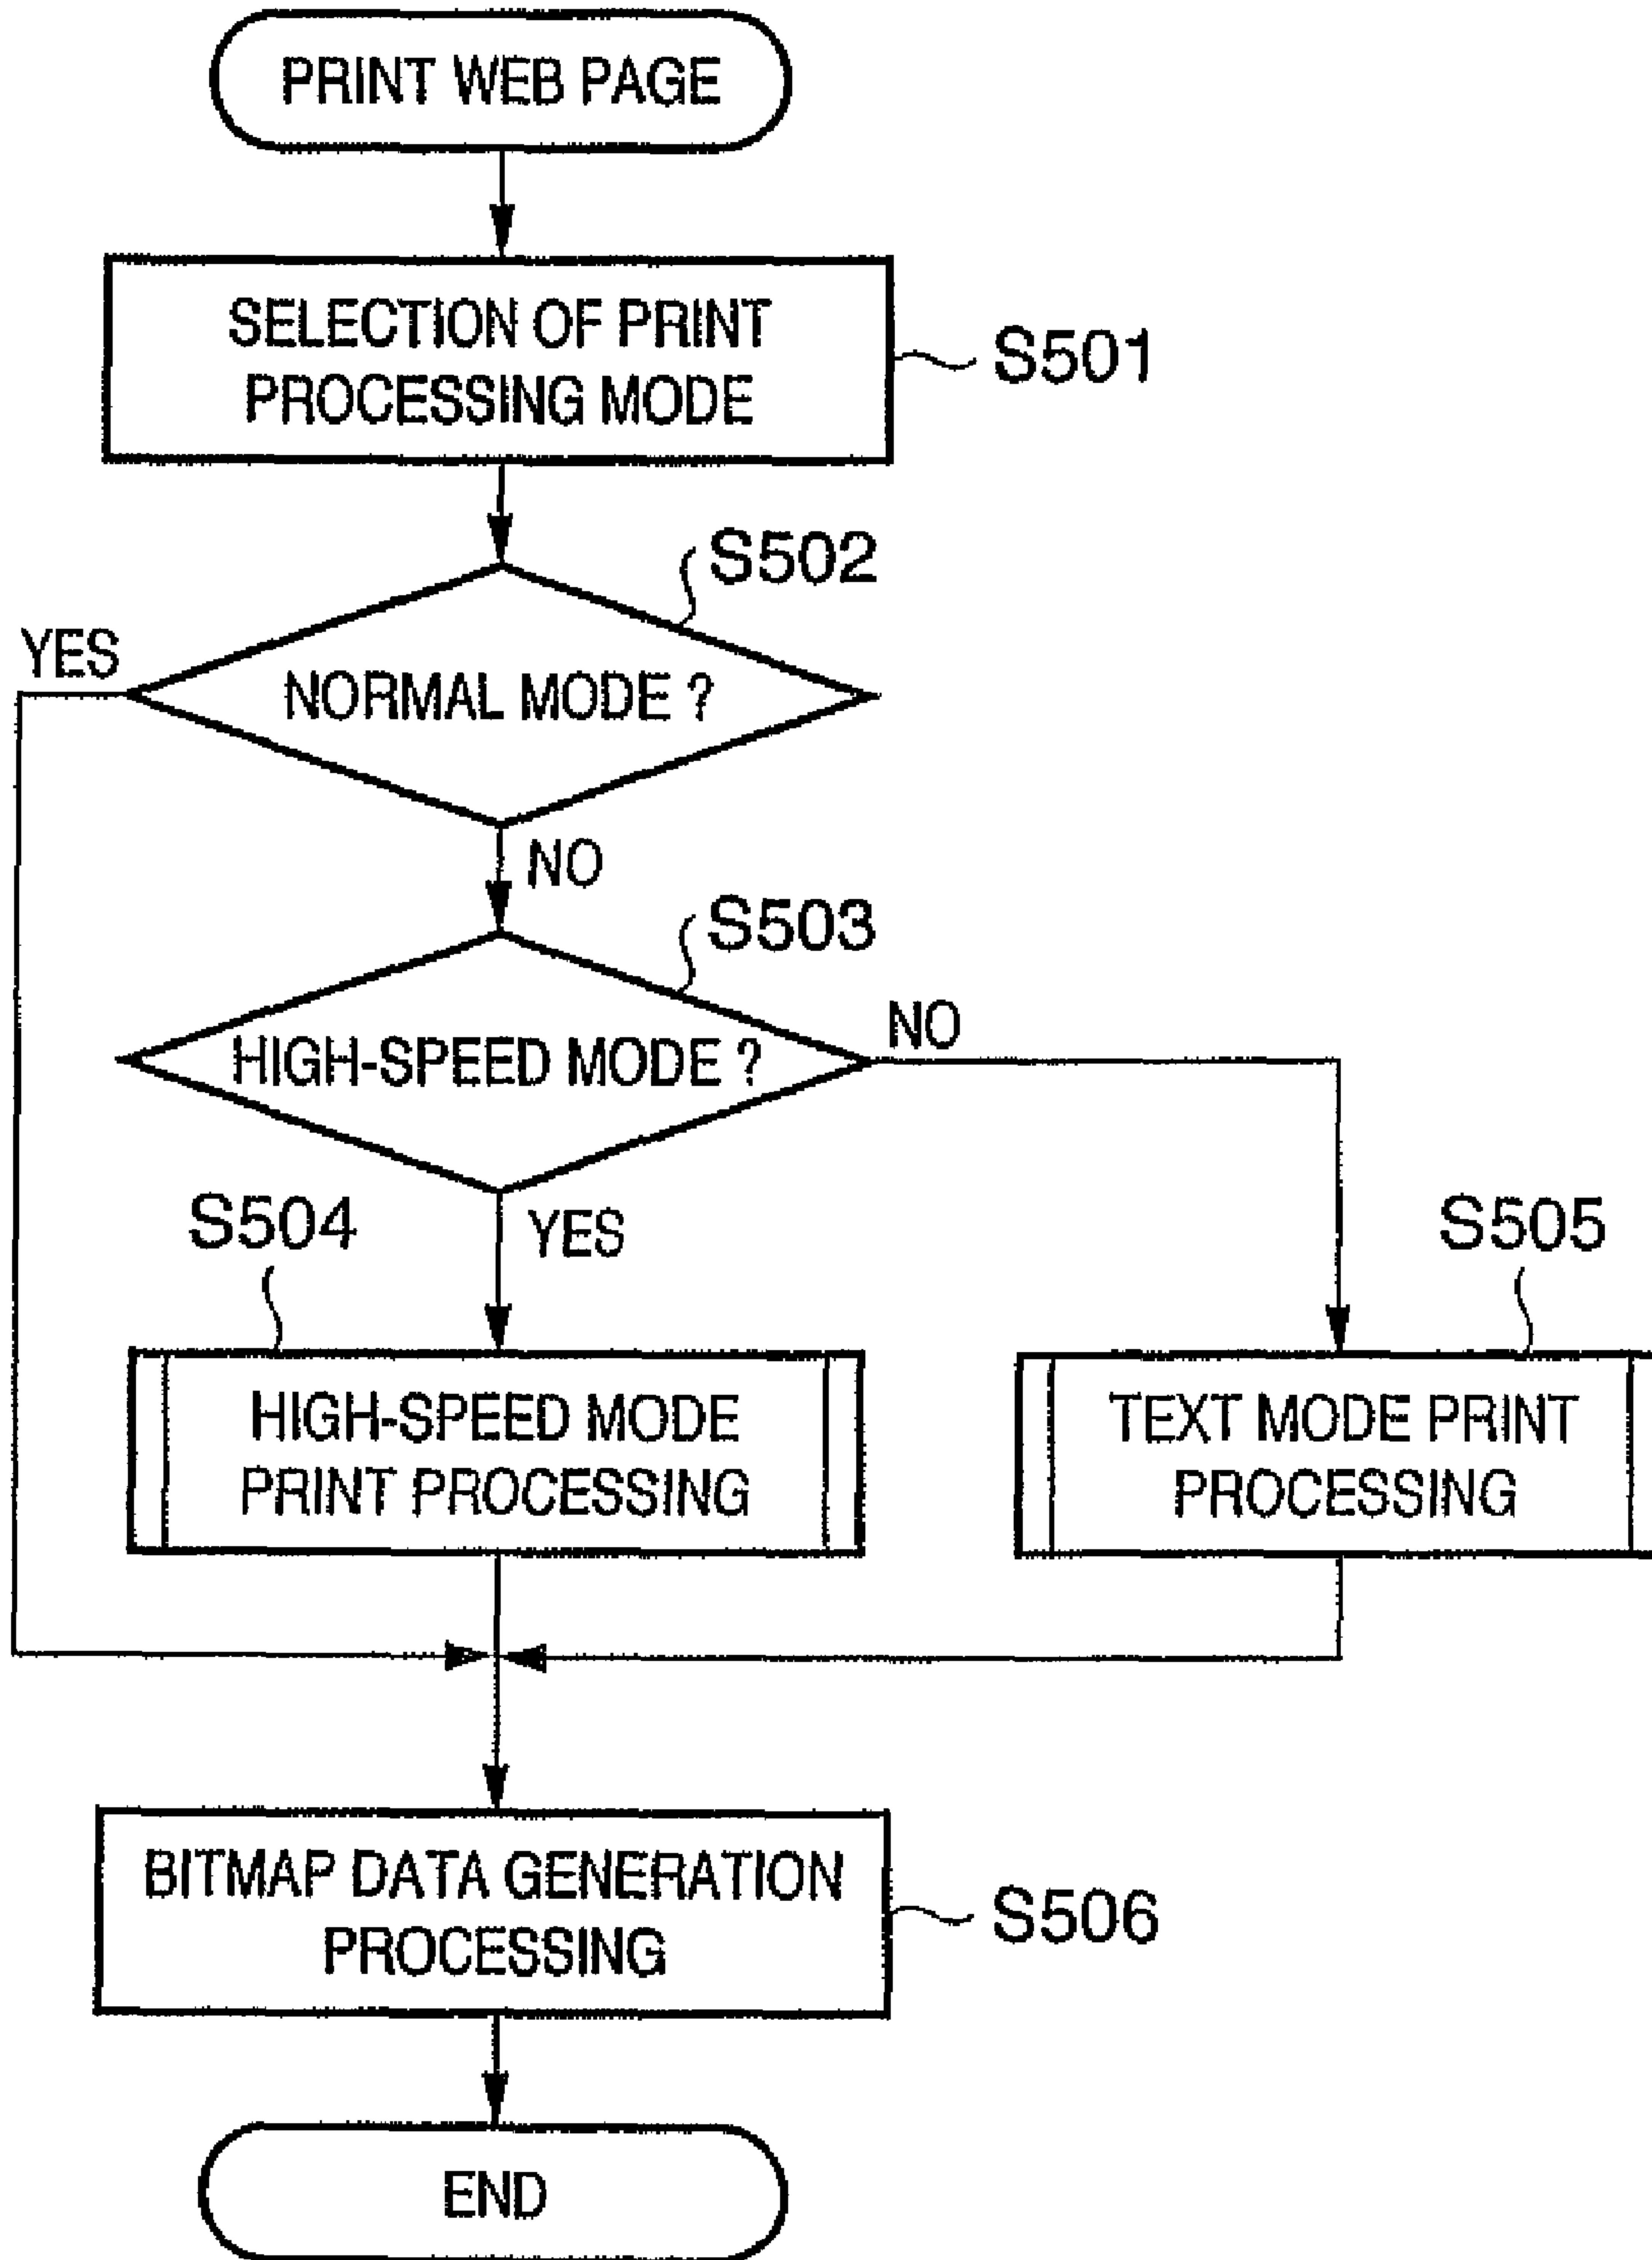 PRINT WEB PAGE
SELECTION OF PRINT
PROCESSING MODE
S501
S502
YES
NORMAL MODE ?
NO
S503
HIGH-SPEED MODE ?
NO
S504
YES
S505
HIGH-SPEED MODE
PRINT PROCESSING
TEXT MODE PRINT
PROCESSING
BITMAP DATA GENERATION
PROCESSING
S506
END